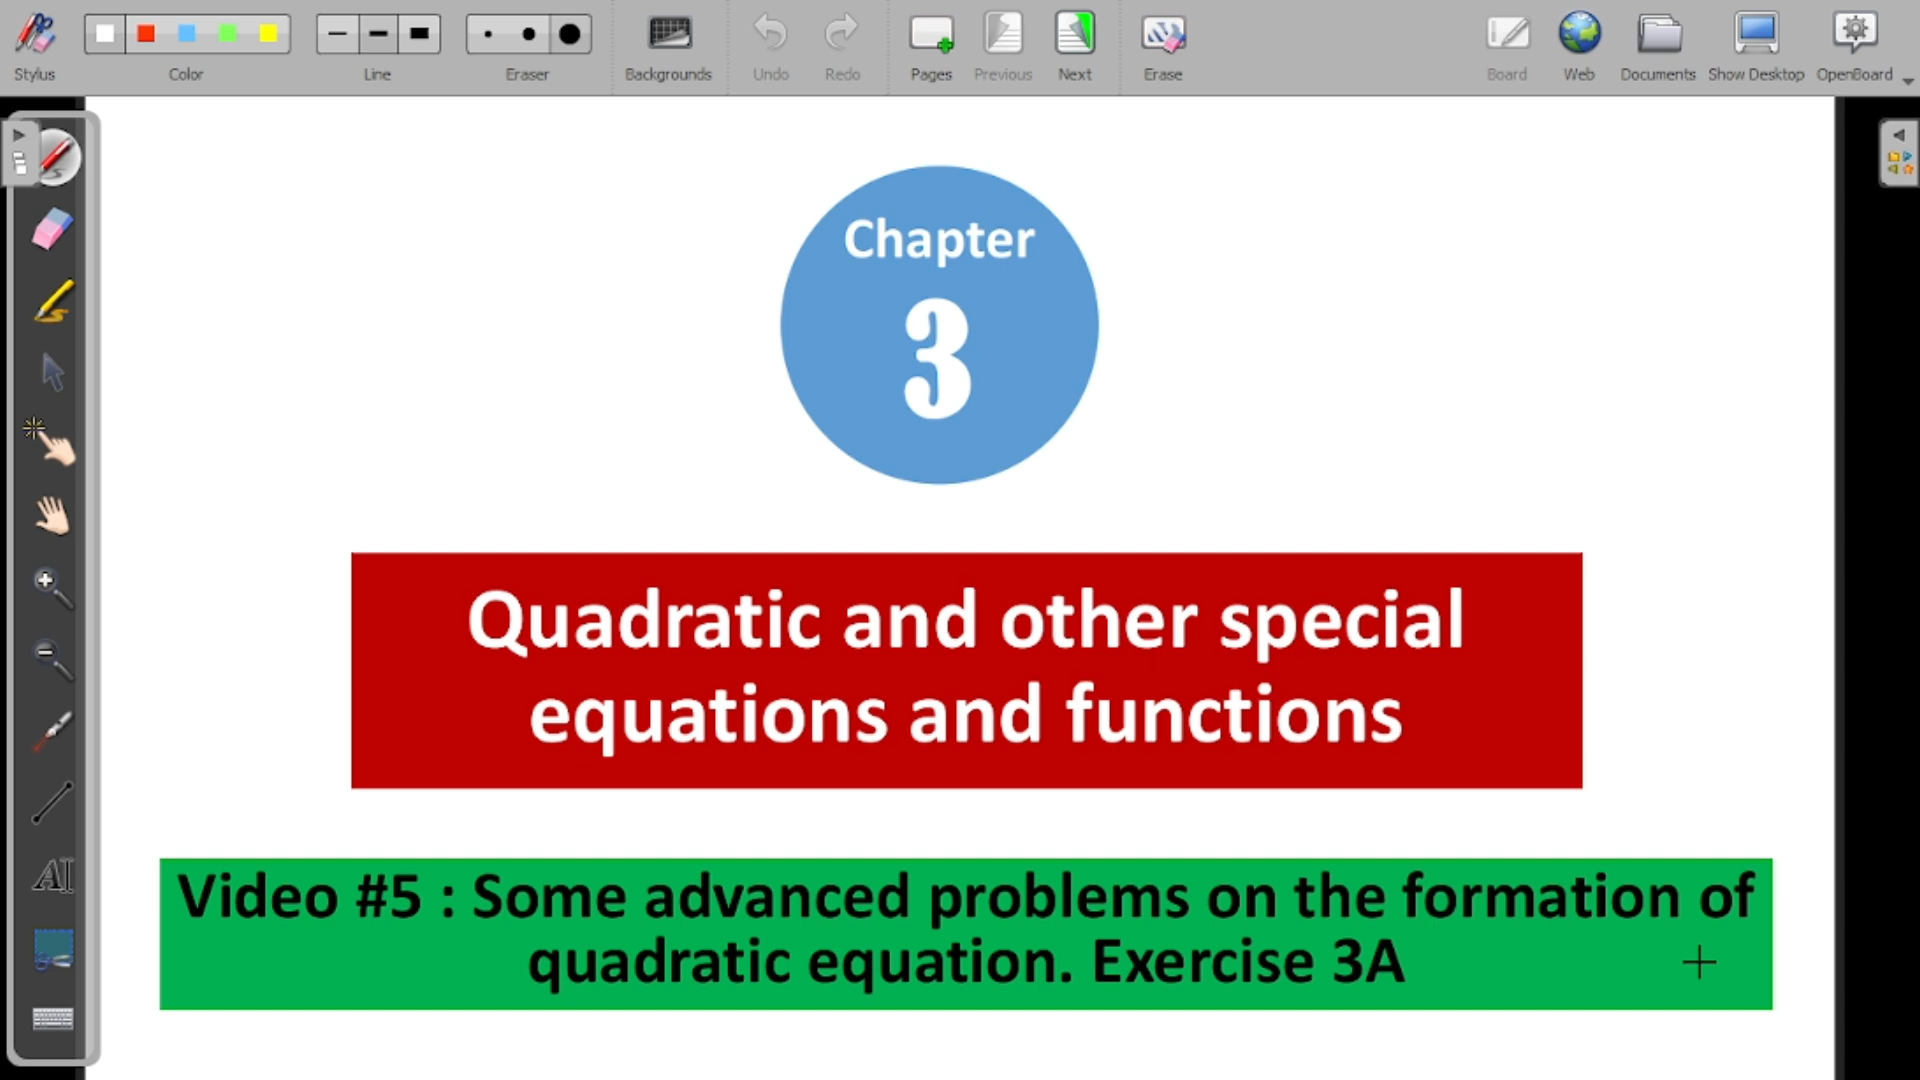 Stylus
Color
Line
Eraser
Backgrounds
Undo
Redo
Pages
Previous
Next
Erase
Board
Web
Documents
Show Desktop
OpenBoard
Chapter
3
Quadratic and other special
equations and functions
Video #5 : Some advanced problems on the formation of
quadratic equation. Exercise 3A
AI